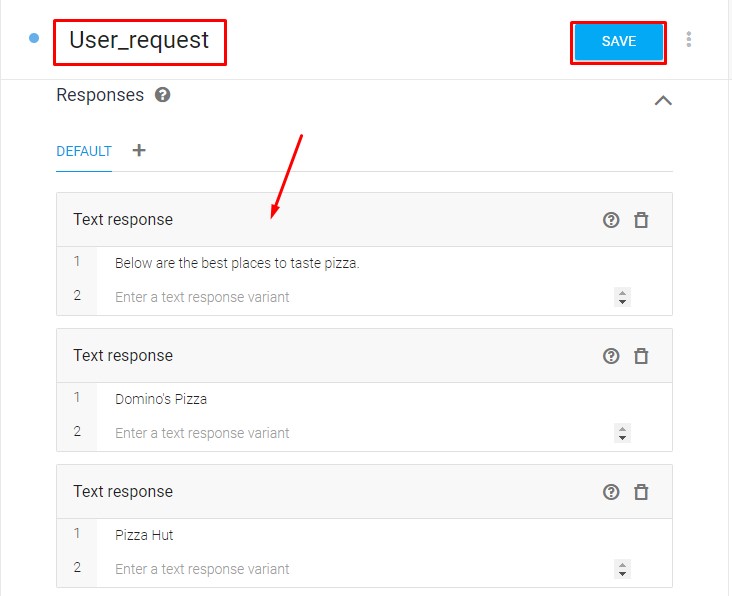 User_request
SAVE
Responses ?
DEFAULT +
Text response ?
1 Below are the best places to taste pizza.
2 Enter a text response variant
Text response ?
1 Domino's Pizza
2 Enter a text response variant
Text response ?
1 Pizza Hut
2 Enter a text response variant